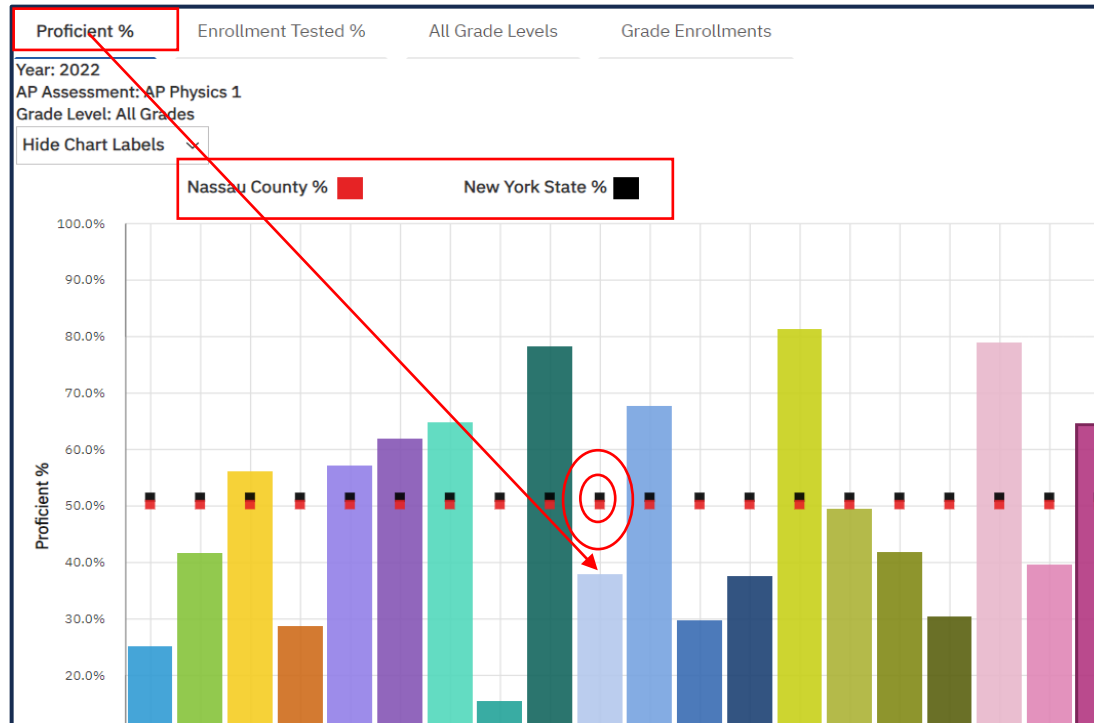 Proficient % Enrollment Tested % All Grade Levels Grade Enrollments
Year: 2022
AP Assessment: AP Physics 1
Grade Level: All Grades
Hide Chart Labels
Nassau County % New York State %
100.0%
90.0%
80.0%
70.0%
60.0%
50.0%
40.0%
30.0%
20.0%
Proficient %